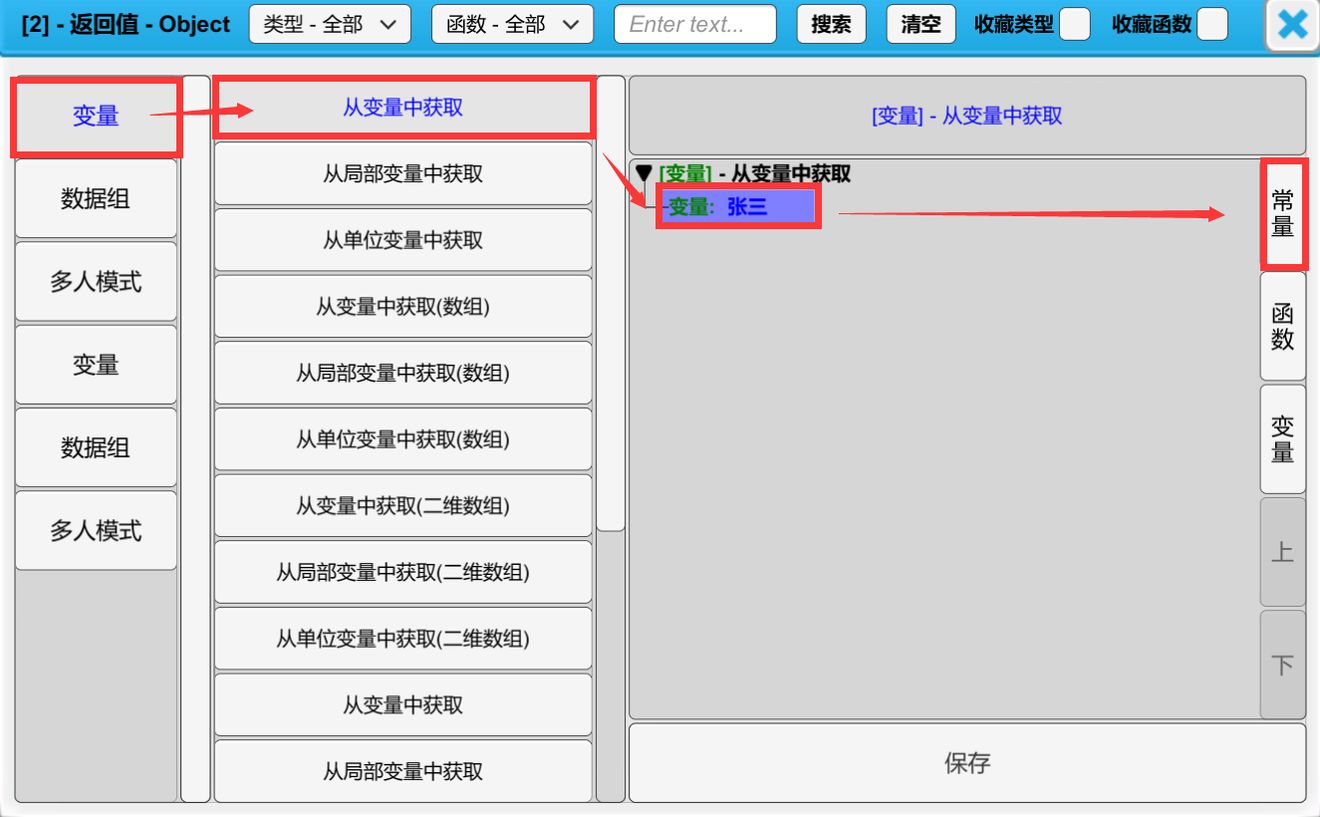 [2] - 返回值 - Object 类型 - 全部 函数 - 全部 Enter text... 搜索 清空 收藏类型 收藏函数
变量
数据组
多人模式
变量
数据组
多人模式
从变量中获取
从局部变量中获取
从单位变量中获取
从变量中获取(数组)
从局部变量中获取(数组)
从单位变量中获取(数组)
从变量中获取(二维数组)
从局部变量中获取(二维数组)
从单位变量中获取(二维数组)
从变量中获取
从局部变量中获取
[变量] - 从变量中获取
[变量] - 从变量中获取
变量: 张三
常量
函数
变量
上
下
保存